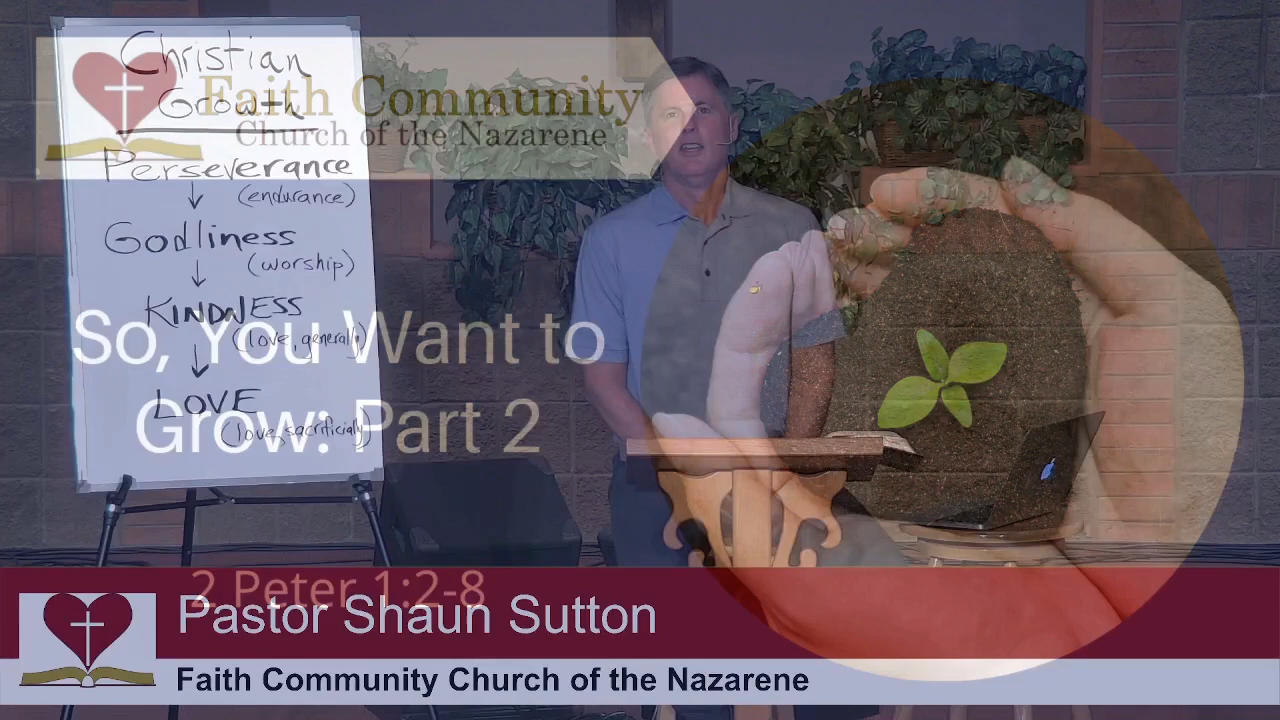 Christian
Growth
Perseverance
(endurance)
Godliness
(worship)
KINDNESS
(love, generally)
LOVE
(love, sacrificial)
Faith Community
Church of the Nazarene
So, You Want to
Grow: Part 2
2 Peter 1:2-8
Pastor Shaun Sutton
Faith Community Church of the Nazarene